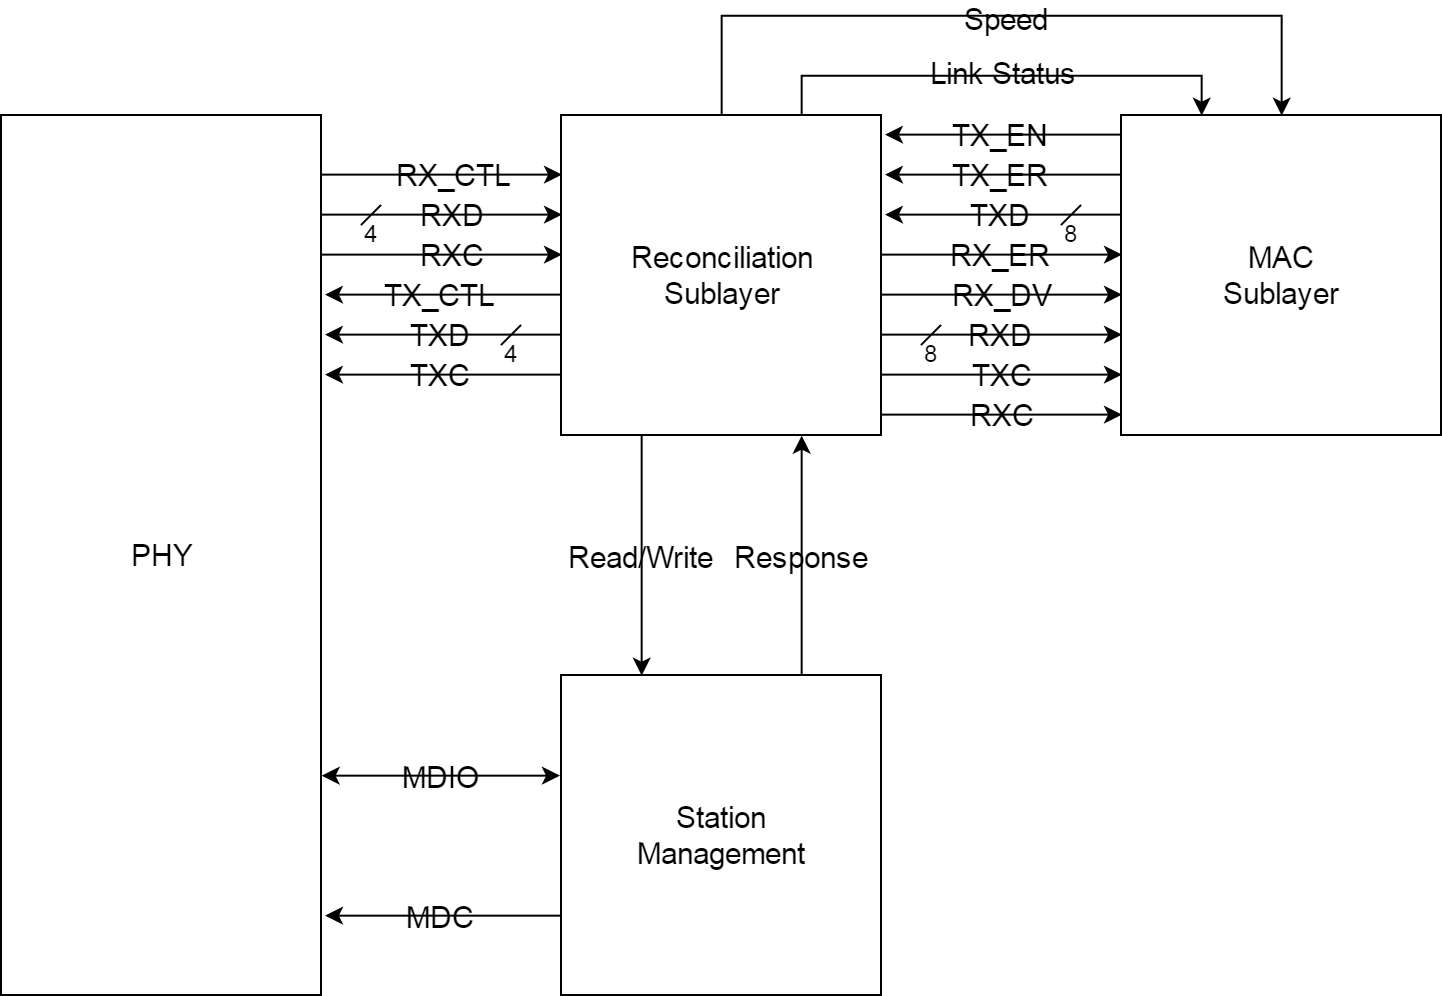 Speed
Link Status
TX_EN
RX_CTL
TX_ER
RXD
4
TXD
8
RXC
RX_ER
Reconciliation
Sublayer
MAC
Sublayer
TX_CTL
RX_DV
TXD
4
RXD
8
TXC
TXC
RXC
PHY
Read/Write
Response
MDIO
Station
Management
MDC